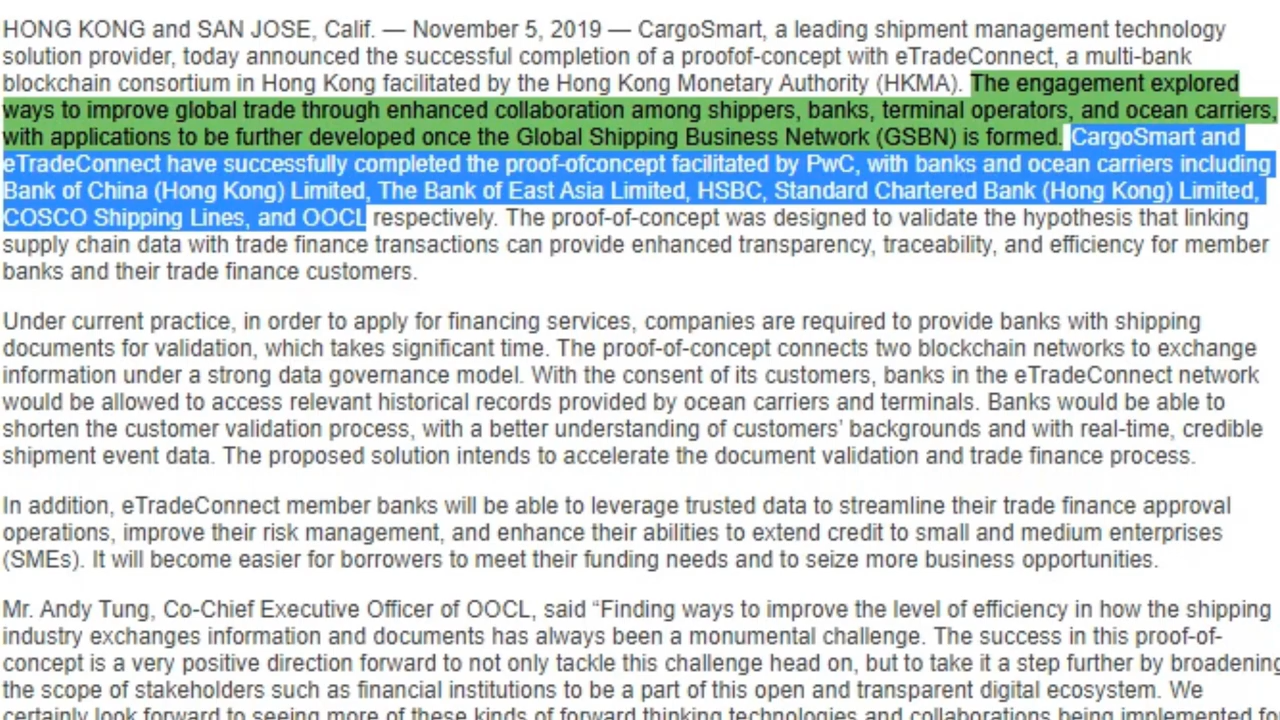 HONG KONG and SAN JOSE, Calif. — November 5, 2019 — CargoSmart, a leading shipment management technology
solution provider, today announced the successful completion of a proofof-concept with eTradeConnect, a multi-bank
blockchain consortium in Hong Kong facilitated by the Hong Kong Monetary Authority (HKMA). The engagement explored
ways to improve global trade through enhanced collaboration among shippers, banks, terminal operators, and ocean carriers,
with applications to be further developed once the Global Shipping Business Network (GSBN) is formed. CargoSmart and
eTradeConnect have successfully completed the proof-ofconcept facilitated by PwC, with banks and ocean carriers including
Bank of China (Hong Kong) Limited, The Bank of East Asia Limited, HSBC, Standard Chartered Bank (Hong Kong) Limited,
COSCO Shipping Lines, and OOCL respectively. The proof-of-concept was designed to validate the hypothesis that linking
supply chain data with trade finance transactions can provide enhanced transparency, traceability, and efficiency for member
banks and their trade finance customers.
Under current practice, in order to apply for financing services, companies are required to provide banks with shipping
documents for validation, which takes significant time. The proof-of-concept connects two blockchain networks to exchange
information under a strong data governance model. With the consent of its customers, banks in the eTradeConnect network
would be allowed to access relevant historical records provided by ocean carriers and terminals. Banks would be able to
shorten the customer validation process, with a better understanding of customers’ backgrounds and with real-time, credible
shipment event data. The proposed solution intends to accelerate the document validation and trade finance process.
In addition, eTradeConnect member banks will be able to leverage trusted data to streamline their trade finance approval
operations, improve their risk management, and enhance their abilities to extend credit to small and medium enterprises
(SMEs). It will become easier for borrowers to meet their funding needs and to seize more business opportunities.
Mr. Andy Tung, Co-Chief Executive Officer of OOCL, said “Finding ways to improve the level of efficiency in how the shipping
industry exchanges information and documents has always been a monumental challenge. The success in this proof-of-
concept is a very positive direction forward to not only tackle this challenge head on, but to take it a step further by broadening
the scope of stakeholders such as financial institutions to be a part of this open and transparent digital ecosystem. We
certainly look forward to seeing more of these kinds of forward thinking technologies and collaborations being implemented for